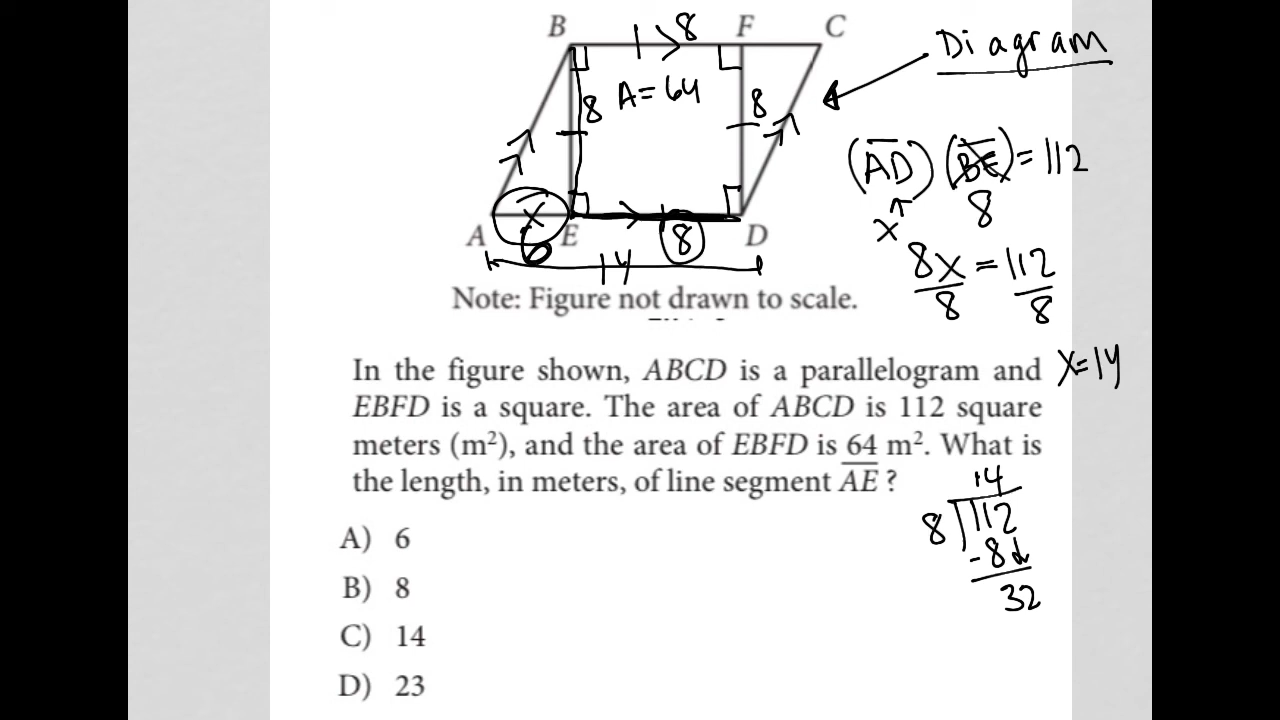 B 8 F C
Diagram
A=64
8
8
(AD)(BE)=112
x 8
x
A 6 E 8 D
14
8x = 112
8 8
Note: Figure not drawn to scale.
x=14
In the figure shown, ABCD is a parallelogram and
EBFD is a square. The area of ABCD is 112 square
meters (m²), and the area of EBFD is 64 m². What is
the length, in meters, of line segment AE ?
14
8 112
-8
32
A) 6
B) 8
C) 14
D) 23